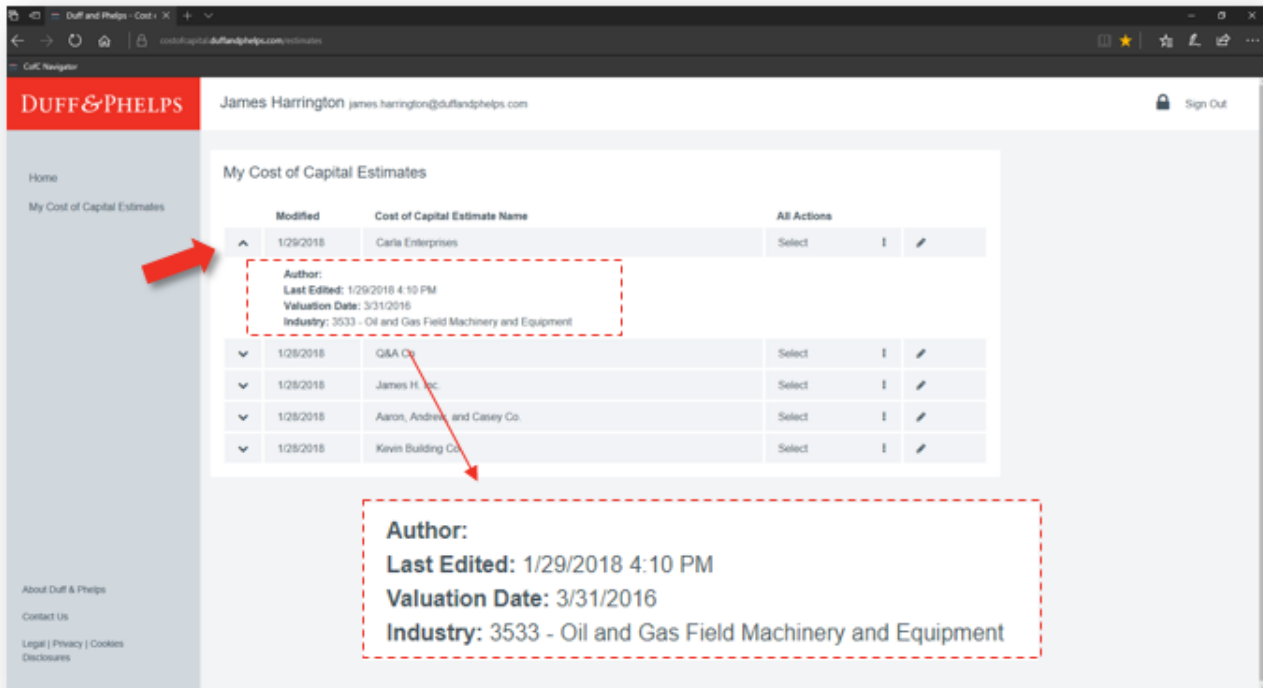 Duff and Phelps - Cost
costofcapital.duffandphelps.com/estimates
CofC Navigator
DUFF&PHELPS
James Harrington james.harrington@duffandphelps.com
Sign Out
Home
My Cost of Capital Estimates
My Cost of Capital Estimates
Modified Cost of Capital Estimate Name All Actions
1/29/2018 Carla Enterprises Select
Author:
Last Edited: 1/29/2018 4:10 PM
Valuation Date: 3/31/2016
Industry: 3533 - Oil and Gas Field Machinery and Equipment
1/28/2018 Q&A Co Select
1/28/2018 James H. Inc. Select
1/28/2018 Aaron, Andrew, and Casey Co. Select
1/28/2018 Kevin Building Co Select
Author:
Last Edited: 1/29/2018 4:10 PM
Valuation Date: 3/31/2016
Industry: 3533 - Oil and Gas Field Machinery and Equipment
About Duff & Phelps
Contact Us
Legal | Privacy | Cookies
Disclosures